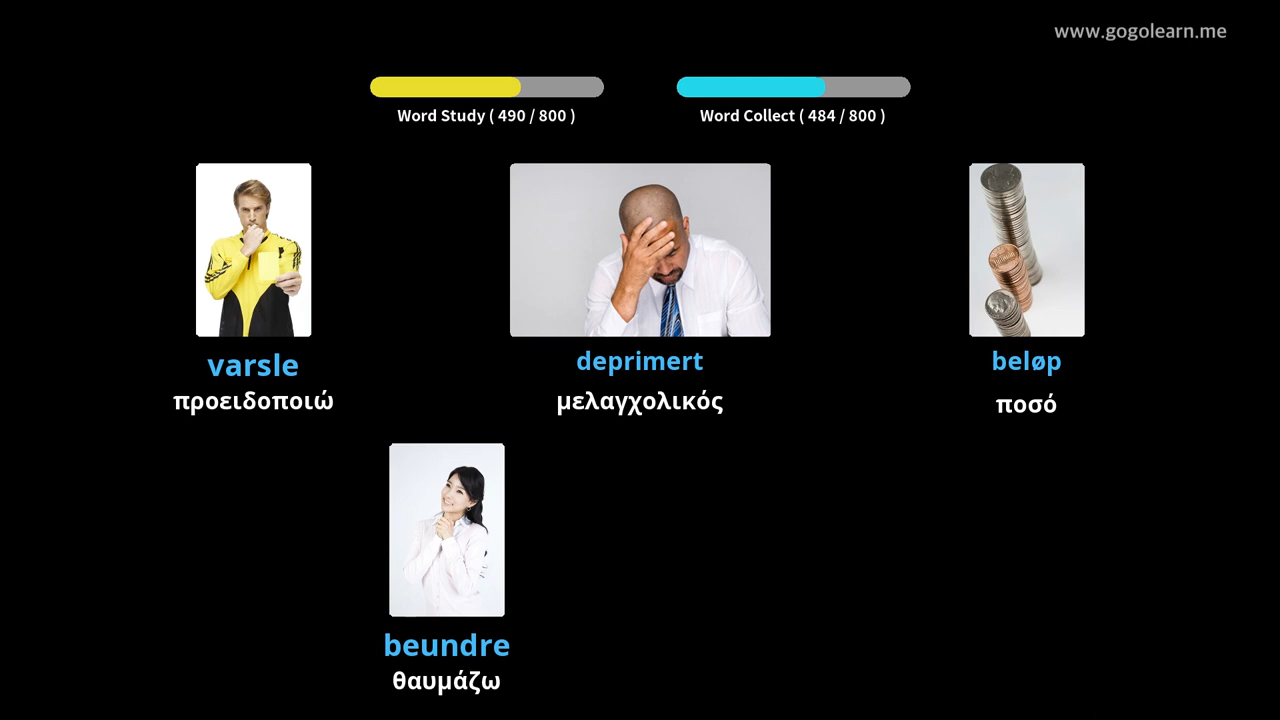 www.gogolearn.me
Word Study ( 490 / 800 )
Word Collect ( 484 / 800 )
varsle
προειδοποιώ
deprimert
μελαγχολικός
beløp
ποσό
beundre
θαυμάζω